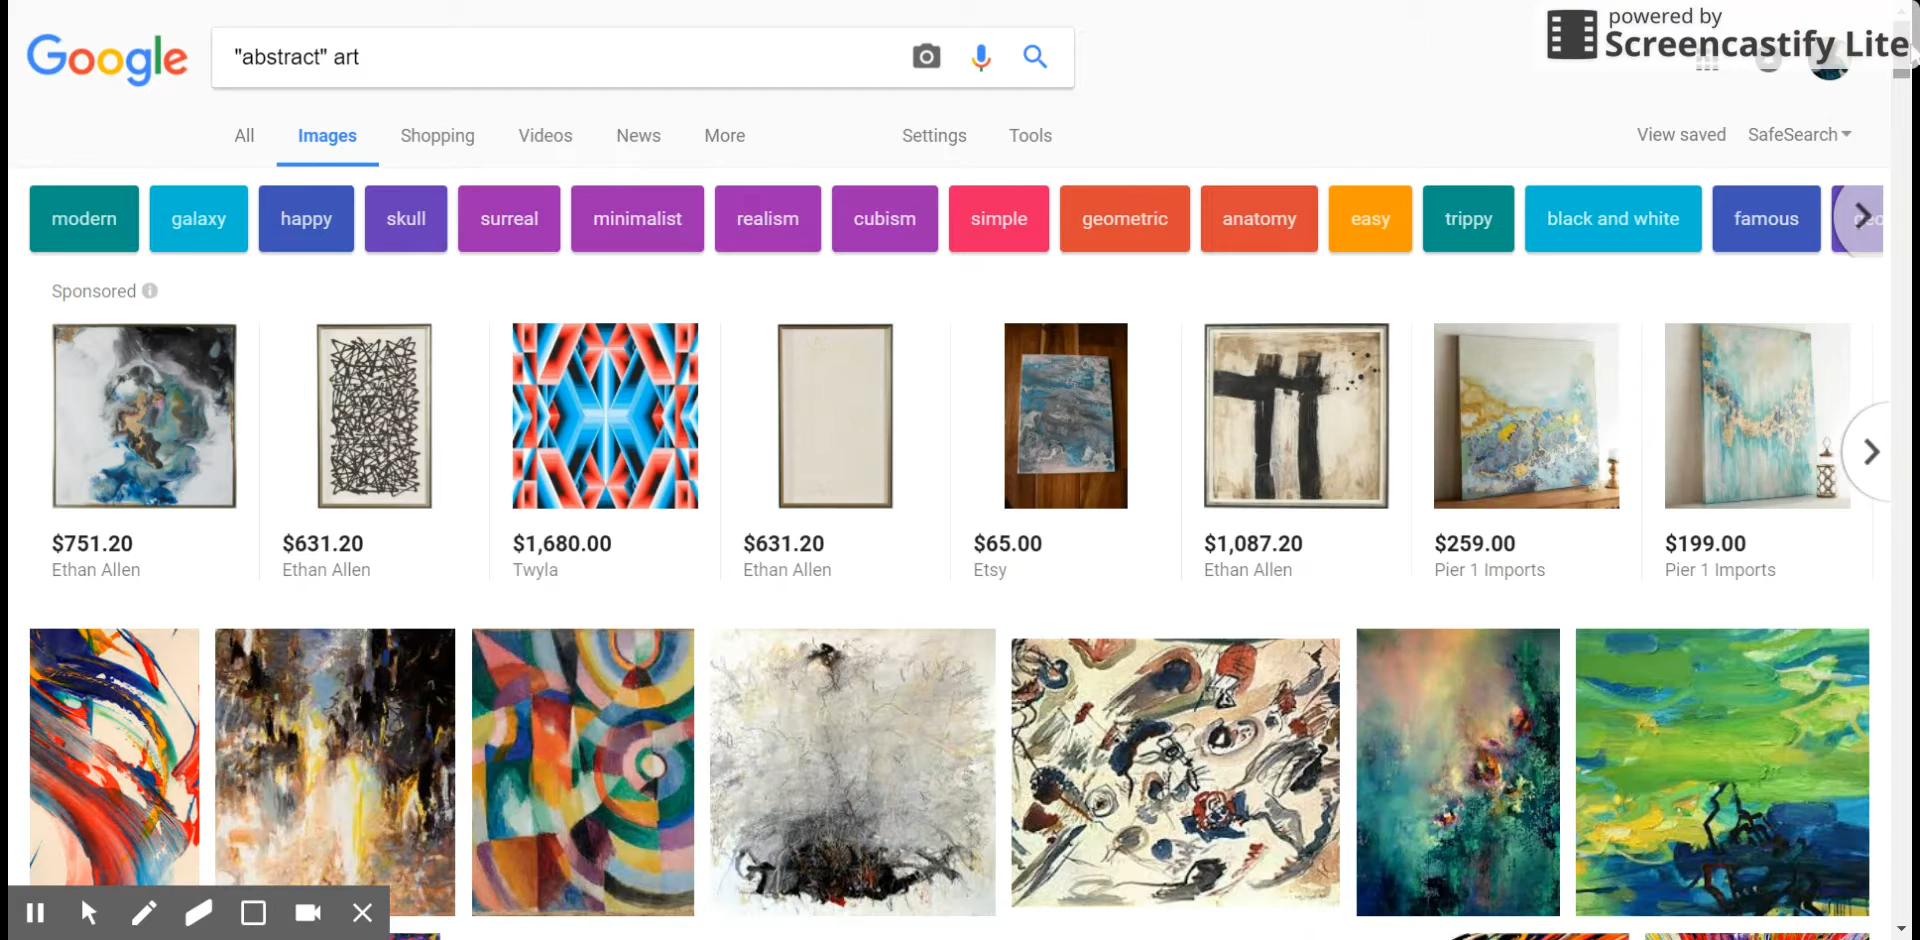 powered by
Screencastify Lite
Google
"abstract" art
All Images Shopping Videos News More Settings Tools View saved SafeSearch
modern galaxy happy skull surreal minimalist realism cubism simple geometric anatomy easy trippy black and white famous
Sponsored
$751.20 $631.20 $1,680.00 $631.20 $65.00 $1,087.20 $259.00 $199.00
Ethan Allen Ethan Allen Twyla Ethan Allen Etsy Ethan Allen Pier 1 Imports Pier 1 Imports